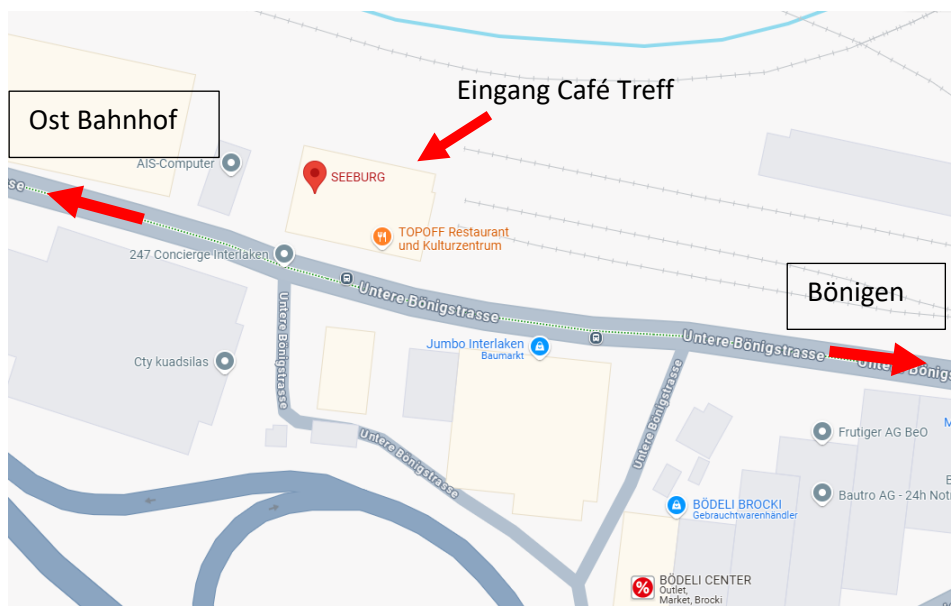 Eingang Café Treff
Ost Bahnhof
AIS-Computer
SEEBURG
TOPOFF Restaurant
und Kulturzentrum
247 Concierge Interlaken
Bönigen
Untere Bönigstrasse
Untere Bönigstrasse
Jumbo Interlaken
Baumarkt
Untere Bönigstrasse
Cty kuadsilas
Untere Bönigstrasse
Untere Bönigstrasse
Frutiger AG BeO
Bautro AG - 24h Not
BÖDELI BROCKI
Gebrauchtwarenhändler
BÖDELI CENTER
Outlet,
Market, Brocki